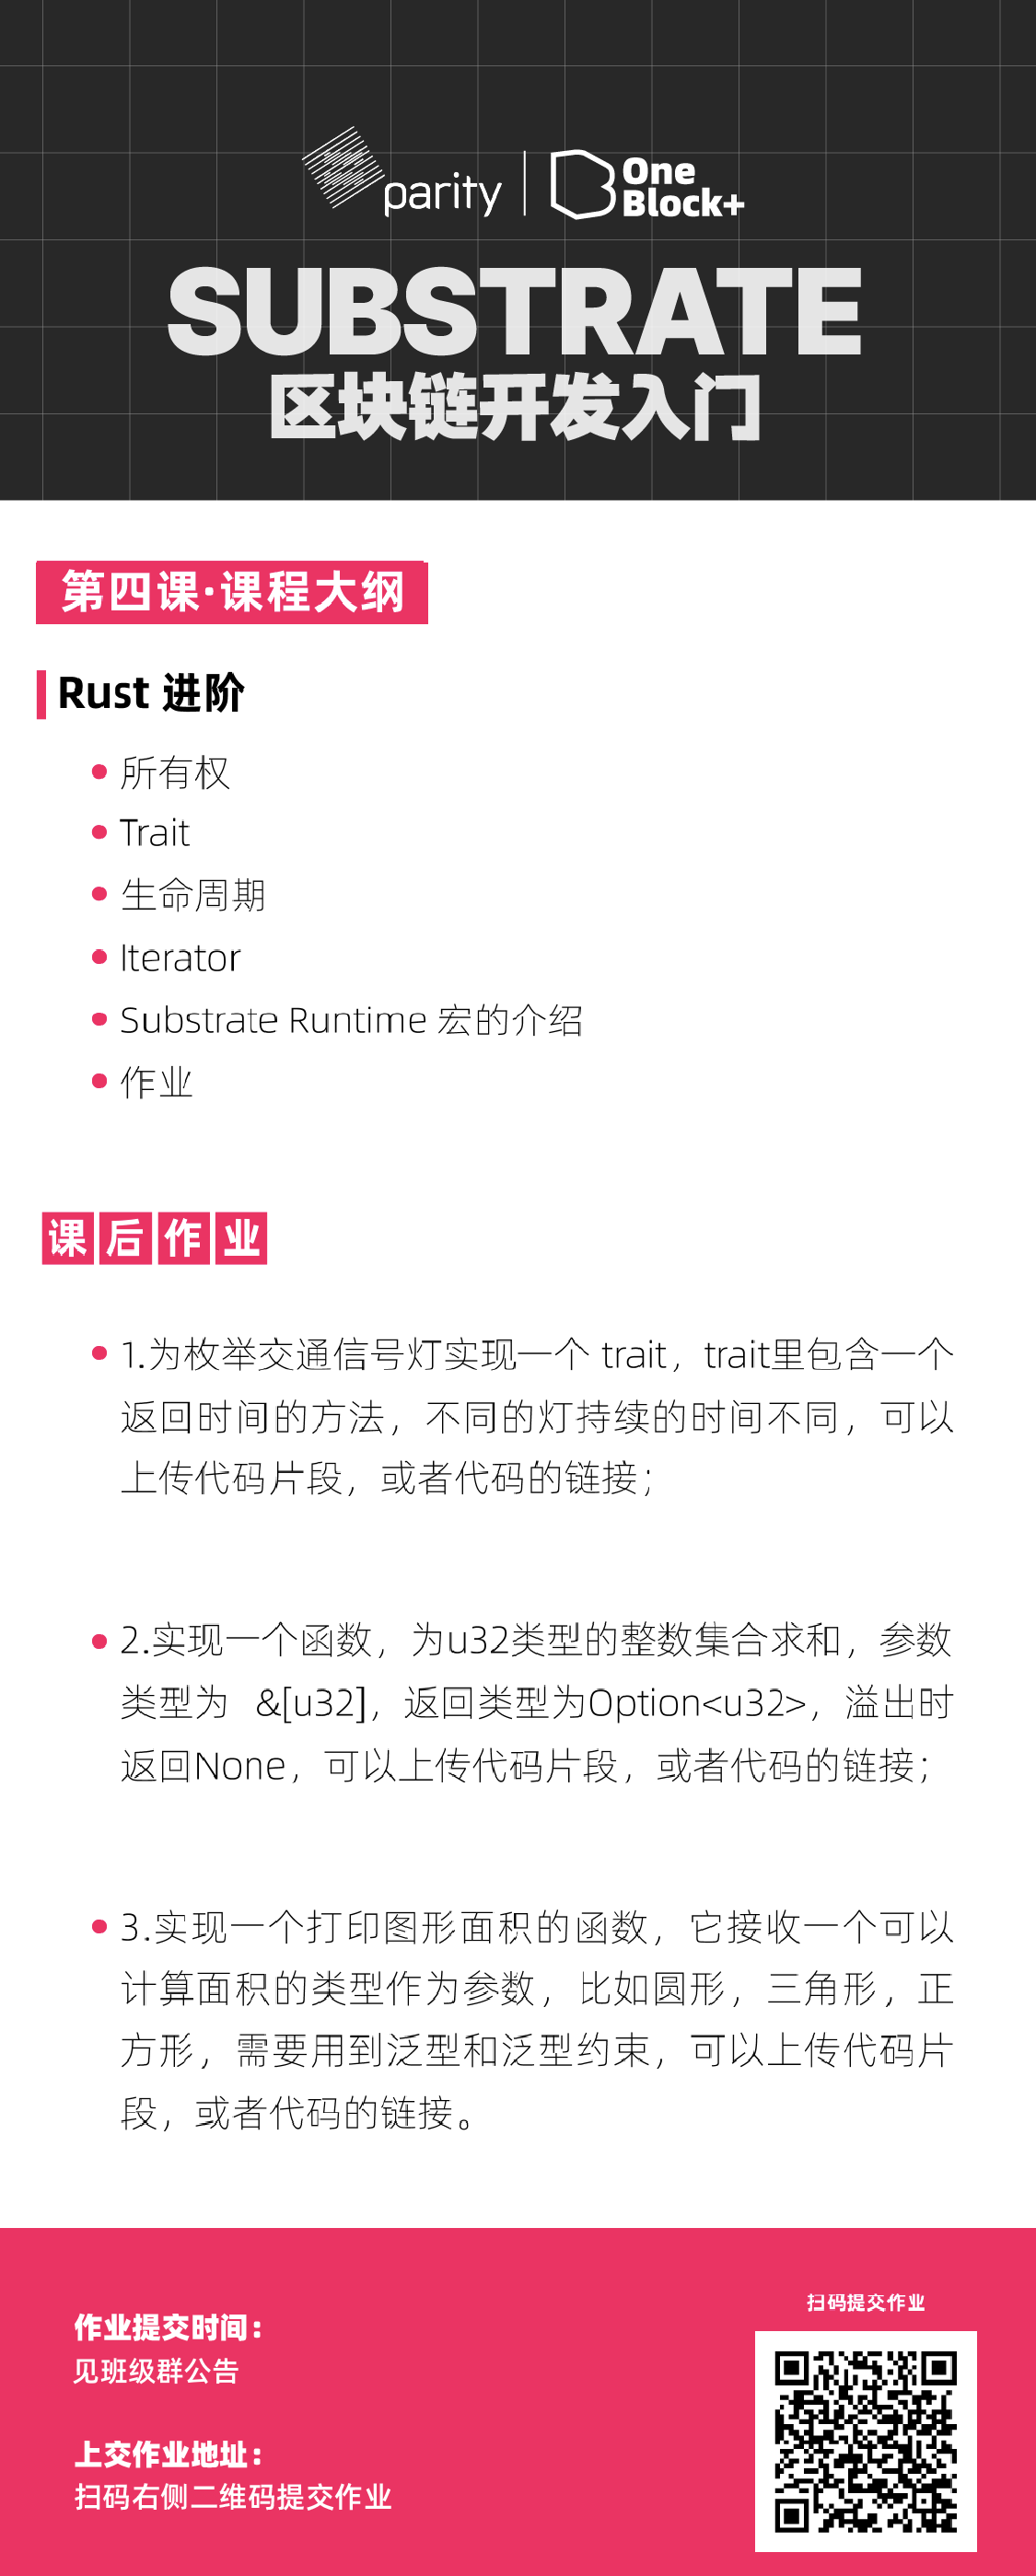 parity
One
Block+
SUBSTRATE
区块链开发入门
第四课·课程大纲
Rust 进阶
所有权
Trait
生命周期
Iterator
Substrate Runtime 宏的介绍
作业
课后作业
1.为枚举交通信号灯实现一个 trait，trait里包含一个
返回时间的方法，不同的灯持续的时间不同，可以
上传代码片段，或者代码的链接；
2.实现一个函数，为u32类型的整数集合求和，参数
类型为 &[u32]，返回类型为Option<u32>，溢出时
返回None，可以上传代码片段，或者代码的链接；
3.实现一个打印图形面积的函数，它接收一个可以
计算面积的类型作为参数，比如圆形，三角形，正
方形，需要用到泛型和泛型约束，可以上传代码片
段，或者代码的链接。
作业提交时间：
见班级群公告
上交作业地址：
扫码右侧二维码提交作业
扫码提交作业